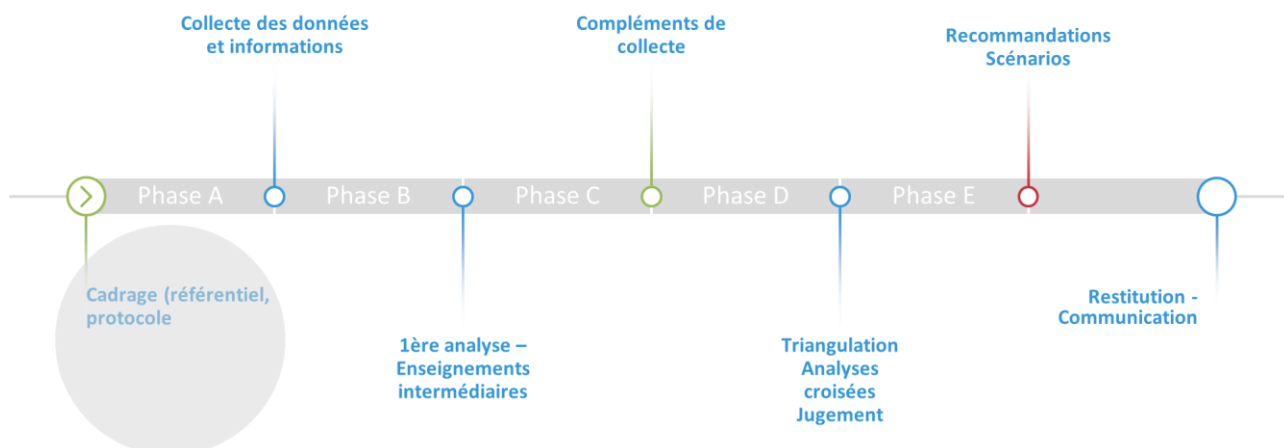 Collecte des données
et informations
Compléments de
collecte
Recommandations
Scénarios
Phase A
Phase B
Phase C
Phase D
Phase E
Cadrage (référentiel,
protocole
1ère analyse –
Enseignements
intermédiaires
Triangulation
Analyses
croisées
Jugement
Restitution -
Communication